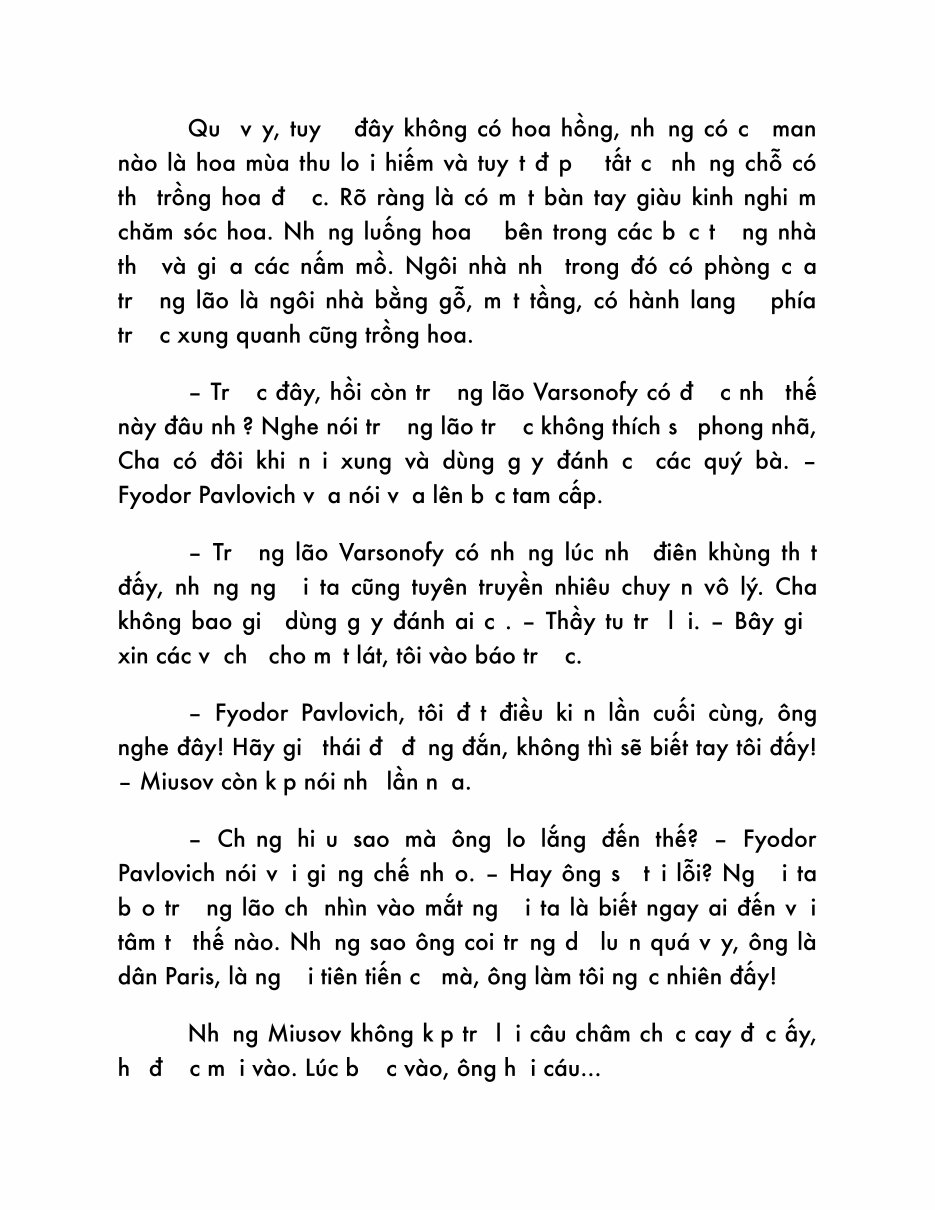 Qu v y, tuy đây không có hoa hồng, nh ng có c man
nào là hoa mùa thu lo i hiếm và tuy t đ p tất c nh ng chỗ có
th trồng hoa đ c. Rõ ràng là có m t bàn tay giàu kinh nghi m
chăm sóc hoa. Nh ng luống hoa bên trong các b c t ng nhà
th và gi a các nấm mồ. Ngôi nhà nh trong đó có phòng c a
tr ng lão là ngôi nhà bằng gỗ, m t tầng, có hành lang phía
tr c xung quanh cũng trồng hoa.
– Tr c đây, hồi còn tr ng lão Varsonofy có đ c nh thế
này đâu nh ? Nghe nói tr ng lão tr c không thích s phong nhã,
Cha có đôi khi n i xung và dùng g y đánh c các quý bà. –
Fyodor Pavlovich v a nói v a lên b c tam cấp.
– Tr ng lão Varsonofy có nh ng lúc nh điên khùng th t
đấy, nh ng ng i ta cũng tuyên truyền nhiêu chuy n vô lý. Cha
không bao gi dùng g y đánh ai c . – Thầy tu tr l i. – Bây gi
xin các v ch cho m t lát, tôi vào báo tr c.
– Fyodor Pavlovich, tôi đ t điều ki n lần cuối cùng, ông
nghe đây! Hãy gi thái đ đ ng đắn, không thì sẽ biết tay tôi đấy!
– Miusov còn k p nói nh lần n a.
– Ch ng hi u sao mà ông lo lắng đến thế? – Fyodor
Pavlovich nói v i gi ng chế nh o. – Hay ông s t i lỗi? Ng i ta
b o tr ng lão ch nhìn vào mắt ng i ta là biết ngay ai đến v i
tâm t thế nào. Nh ng sao ông coi tr ng d lu n quá v y, ông là
dân Paris, là ng i tiên tiến c mà, ông làm tôi ng c nhiên đấy!
Nh ng Miusov không k p tr l i câu châm ch c cay đ c ấy,
h đ c m i vào. Lúc b c vào, ông h i cáu...